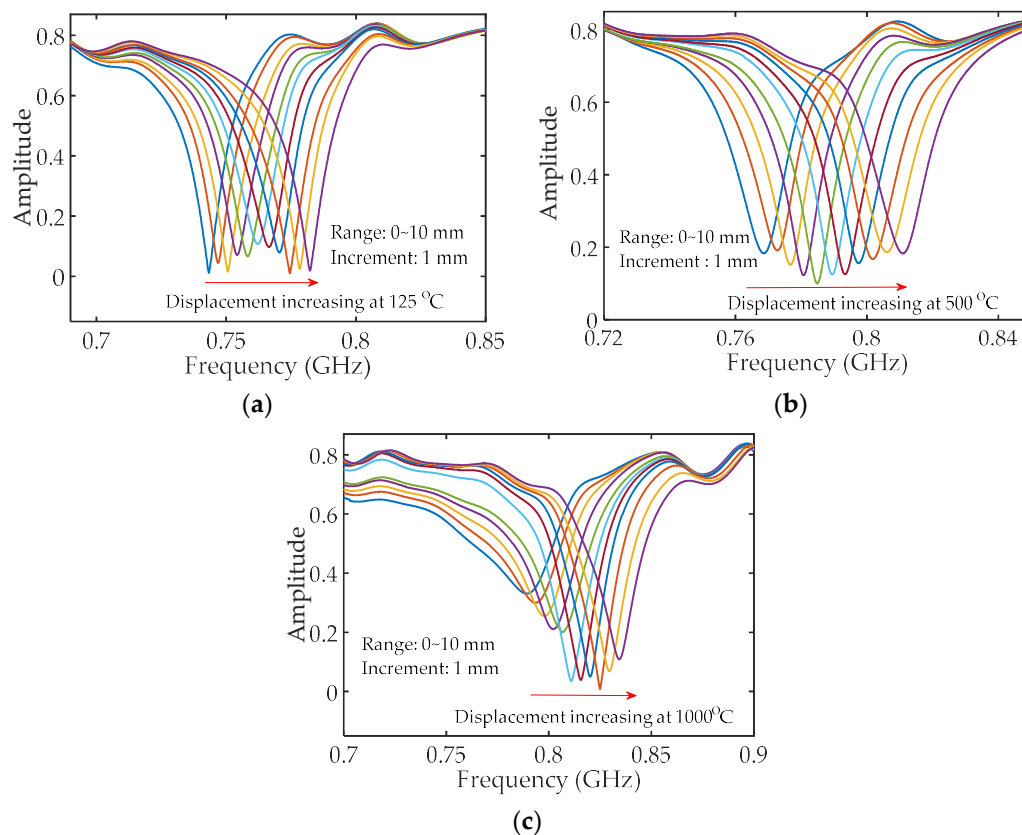 0.8
0.6
0.4
0.2
0
Amplitude
Range: 0~10 mm
Increment: 1 mm
Displacement increasing at 125 ᴼC
0.7 0.75 0.8 0.85
Frequency (GHz)
(a)
0.8
0.6
0.4
0.2
0
Amplitude
Range: 0~10 mm
Increment : 1 mm
Displacement increasing at 500 ᴼC
0.72 0.76 0.8 0.84
Frequency (GHz)
(b)
0.8
0.6
0.4
0.2
0
Amplitude
Range: 0~10 mm
Increment: 1 mm
Displacement increasing at 1000ᴼC
0.7 0.75 0.8 0.85 0.9
Frequency (GHz)
(c)